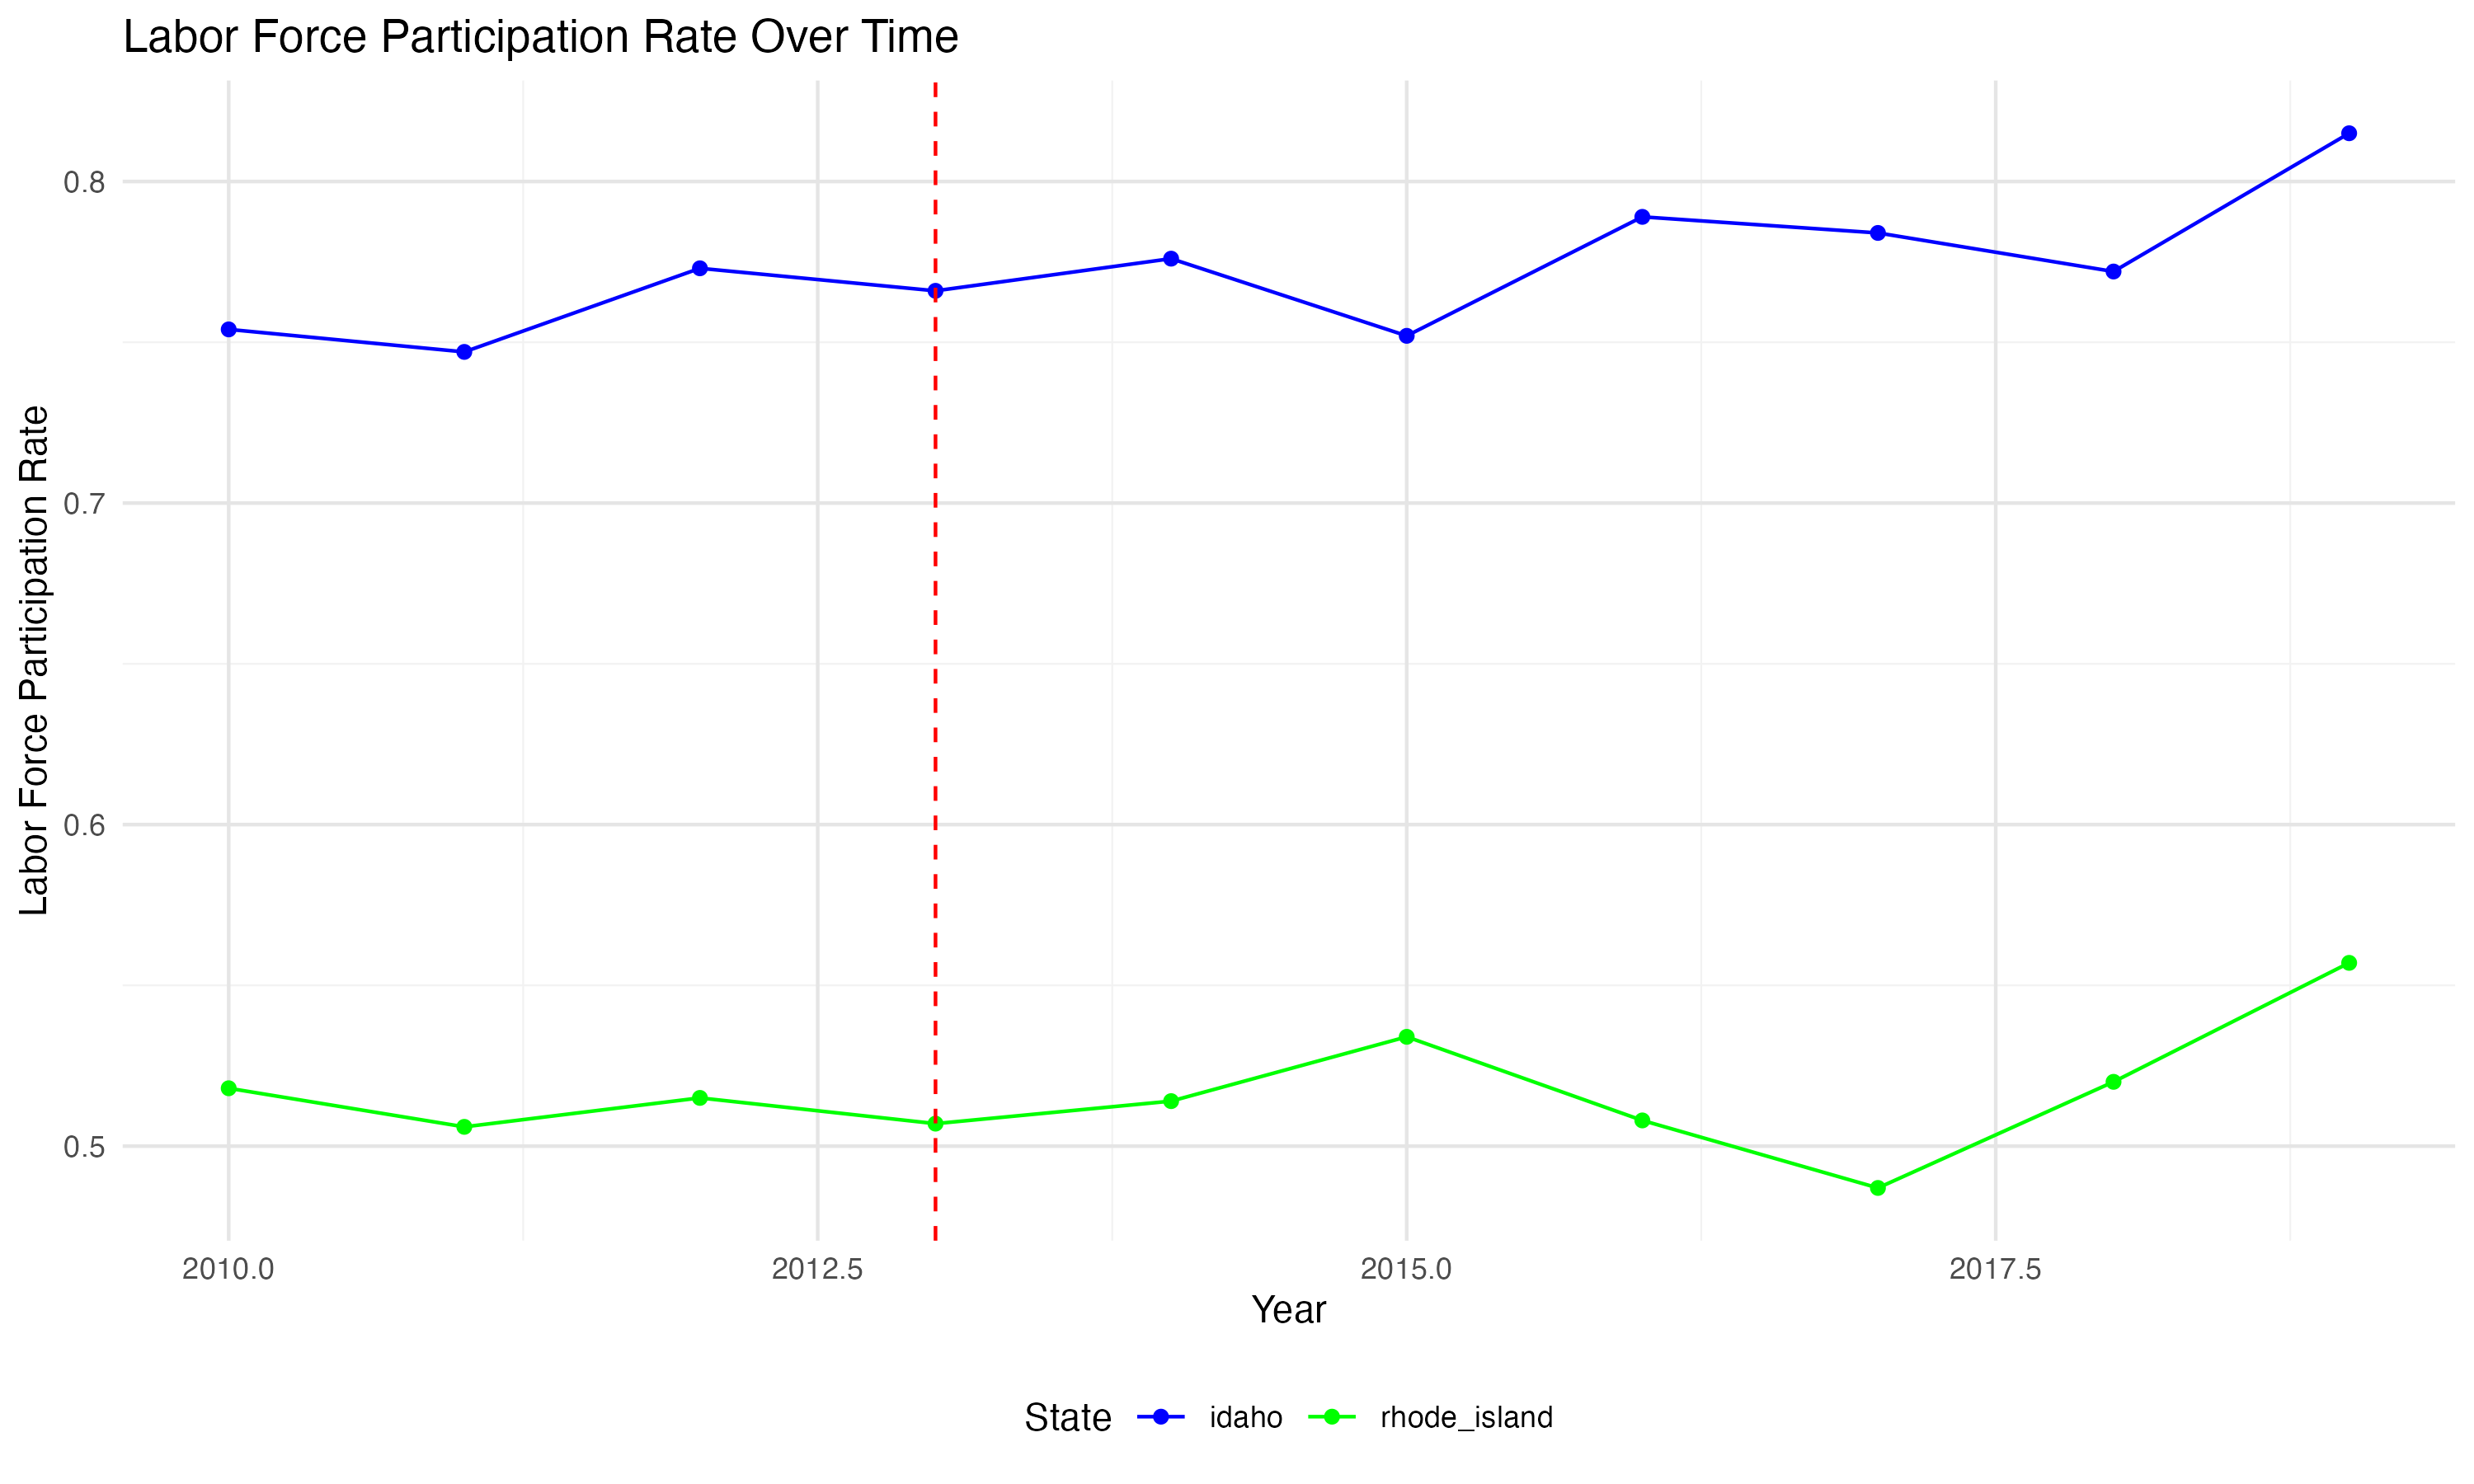 Labor Force Participation Rate Over Time
Labor Force Participation Rate
0.8
0.7
0.6
0.5
2010.0 2012.5 2015.0 2017.5
Year
State idaho rhode_island